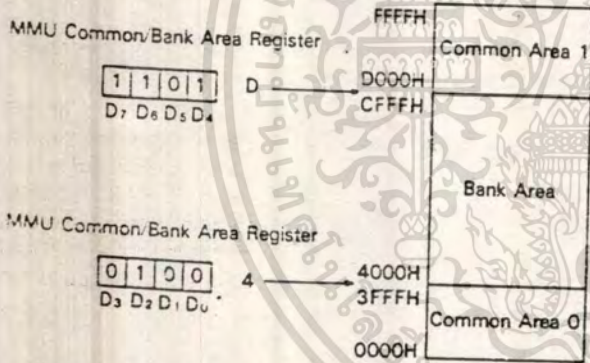 FFFFH
MMU Common/Bank Area Register
Common Area 1
1 1 0 1 D D000H
D7 D6 D5 D4 CFFFH
Bank Area
MMU Common/Bank Area Register
0 1 0 0 4 4000H
D3 D2 D1 D0 3FFFH
Common Area 0
0000H